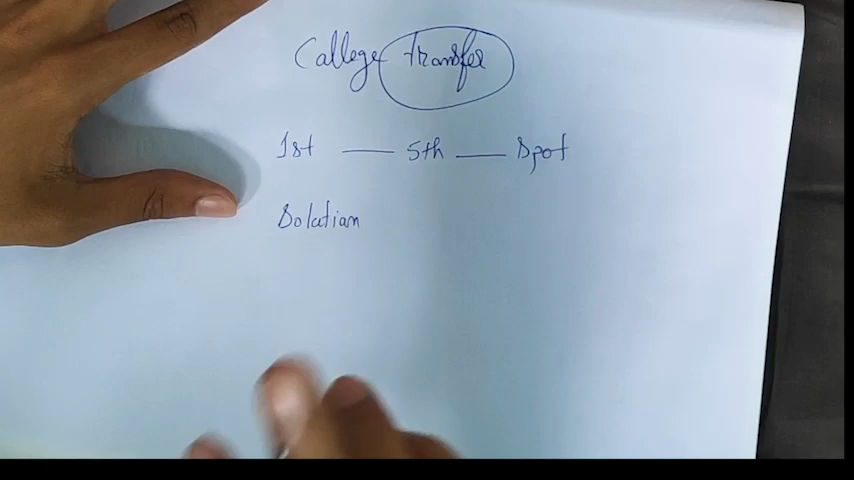 College transfer
1st — 5th — Spot
Solution